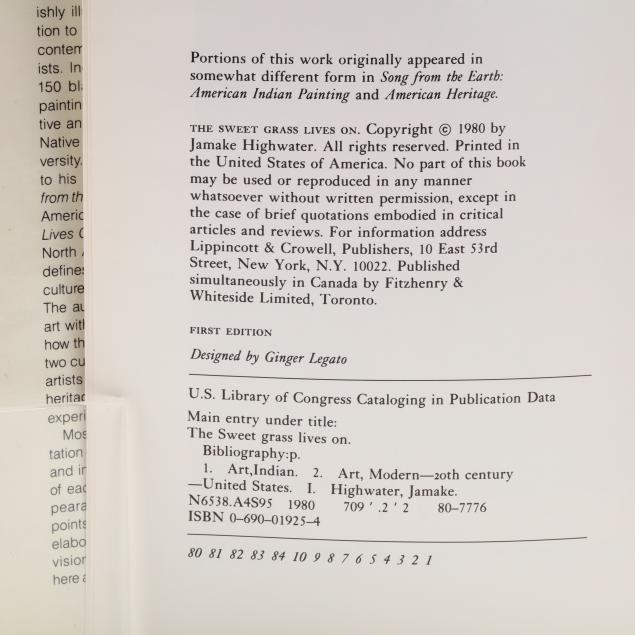 ishly ill
tion to
contem
ists. In
150 bl
paintin
tive an
Native
versity.
to his
from th
Americ
Lives
North
define
culture
The au
art with
how th
two cu
artists
heritag
experi
Mos
tation
and in
of eac
peara
points
elabo
vision
here
Portions of this work originally appeared in
somewhat different form in Song from the Earth:
American Indian Painting and American Heritage.
THE SWEET GRASS LIVES ON. Copyright © 1980 by
Jamake Highwater. All rights reserved. Printed in
the United States of America. No part of this book
may be used or reproduced in any manner
whatsoever without written permission, except in
the case of brief quotations embodied in critical
articles and reviews. For information address
Lippincott & Crowell, Publishers, 10 East 53rd
Street, New York, N.Y. 10022. Published
simultaneously in Canada by Fitzhenry &
Whiteside Limited, Toronto.
FIRST EDITION
Designed by Ginger Legato
U.S. Library of Congress Cataloging in Publication Data
Main entry under title:
The Sweet grass lives on.
Bibliography:p.
1. Art,Indian. 2. Art, Modern—20th century
—United States. I. Highwater, Jamake.
N6538.A4S95 1980 709 ' .2 ' 2 80–7776
ISBN 0–690–01925–4
80 81 82 83 84 10 9 8 7 6 5 4 3 2 1